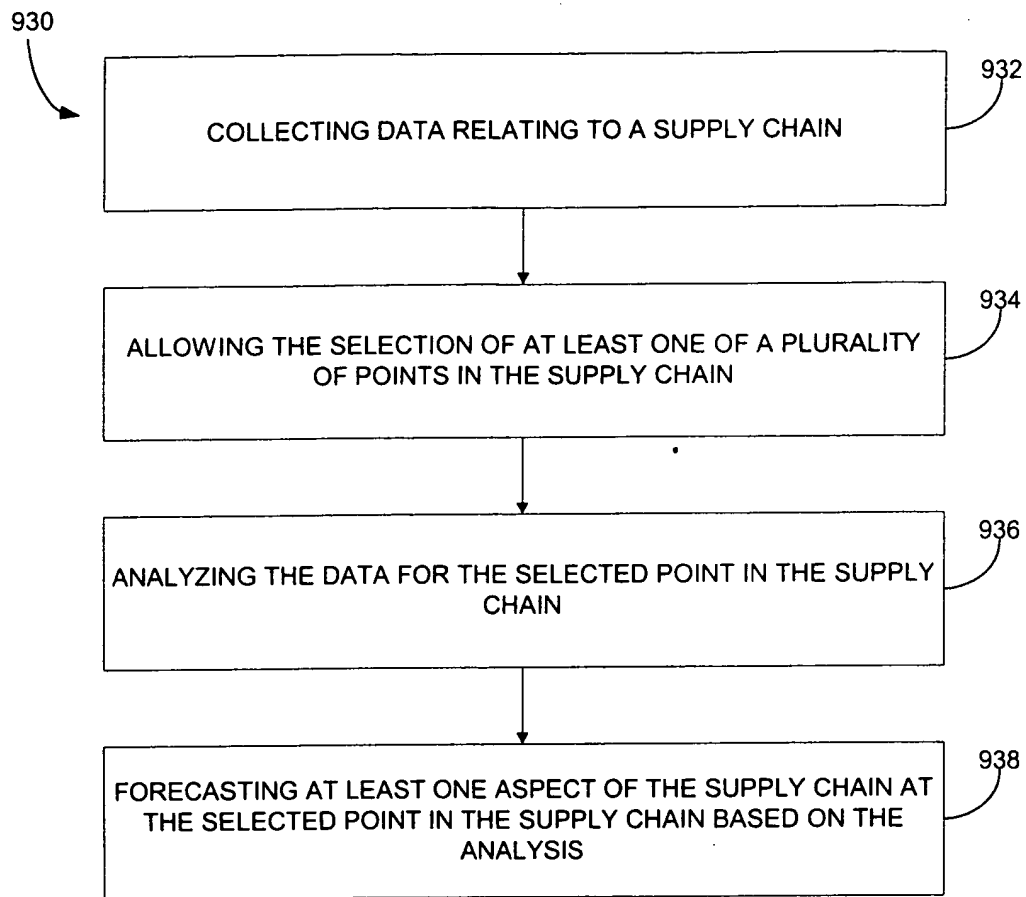 930
932
COLLECTING DATA RELATING TO A SUPPLY CHAIN
934
ALLOWING THE SELECTION OF AT LEAST ONE OF A PLURALITY
OF POINTS IN THE SUPPLY CHAIN
936
ANALYZING THE DATA FOR THE SELECTED POINT IN THE SUPPLY
CHAIN
938
FORECASTING AT LEAST ONE ASPECT OF THE SUPPLY CHAIN AT
THE SELECTED POINT IN THE SUPPLY CHAIN BASED ON THE
ANALYSIS